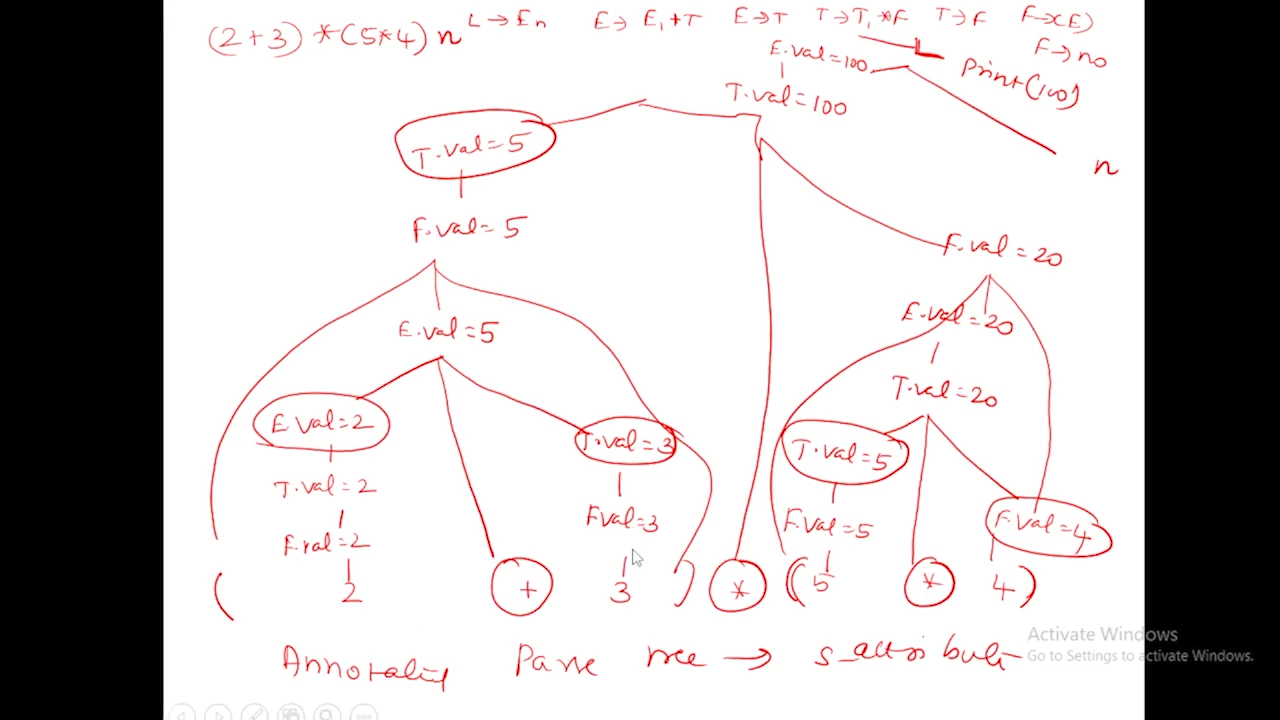 (2+3) *(5*4) n L → En E → E₁+T E → T T → T₁*F T → F F → (E)
F → no
E.val=100 Print(100)
T.val=100
T.val=5
n
F.val=5
F.val=20
E.val=5
E.val=20
T.val=20
E.val=2 T.val=3 T.val=5
T.val=2 F.val=3 F.val=5 F.val=4
F.val=2
( 2 + 3 ) * ( 5 * 4 )
Activate Windows
Go to Settings to activate Windows.
Parse tree → s_attribute